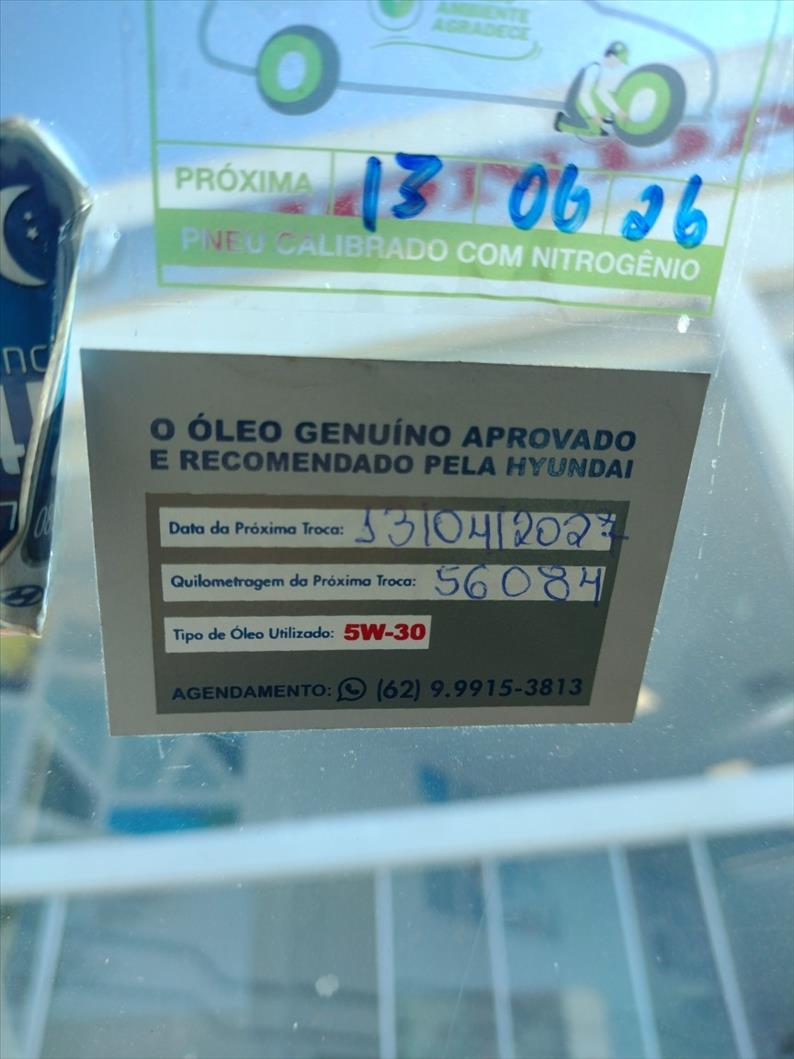 AMBIENTE
AGRADECE
PRÓXIMA 13 06 26
PNEU CALIBRADO COM NITROGÊNIO
O ÓLEO GENUÍNO APROVADO
E RECOMENDADO PELA HYUNDAI
Data da Próxima Troca: 13/04/2027
Quilometragem da Próxima Troca: 56084
Tipo de Óleo Utilizado: 5W-30
AGENDAMENTO: (62) 9.9915-3813